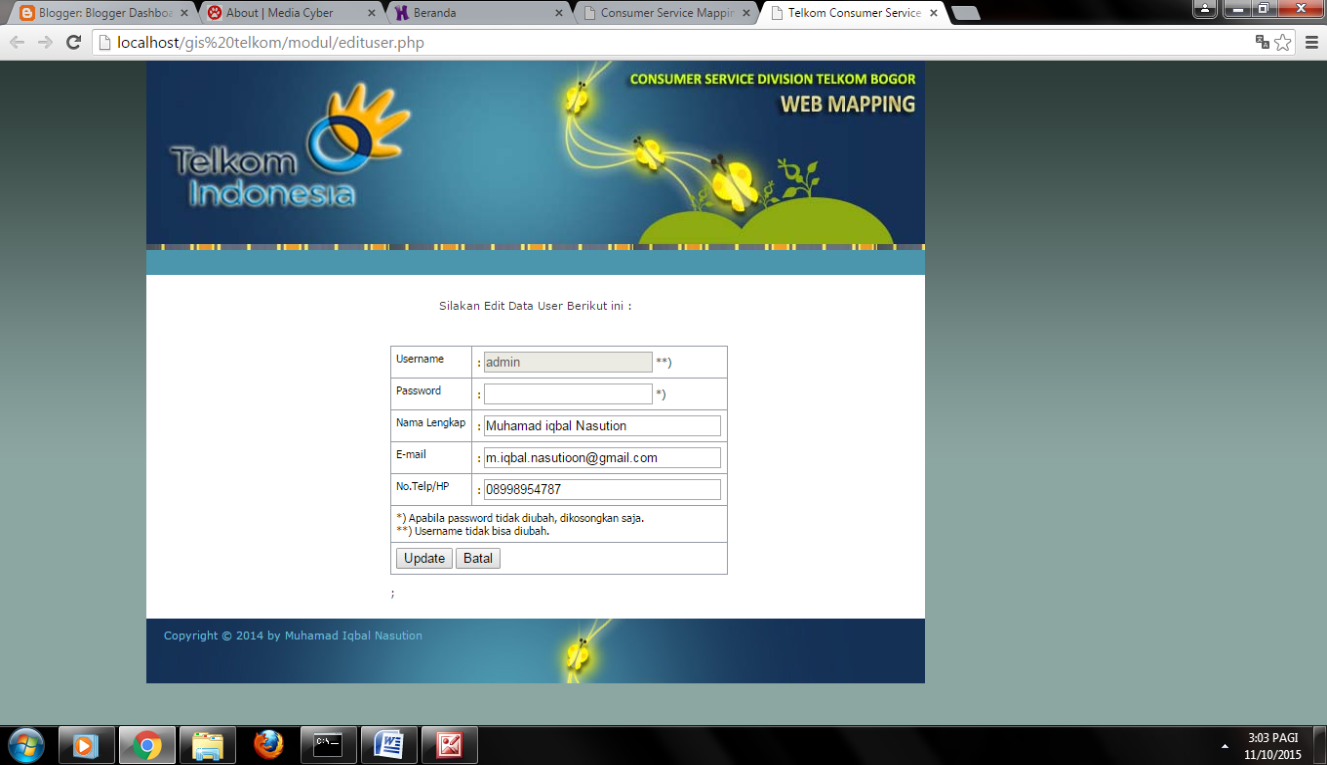 Blogger: Blogger Dashboa
About | Media Cyber
Beranda
Consumer Service Mappin
Telkom Consumer Service
localhost/gis%20telkom/modul/edituser.php
CONSUMER SERVICE DIVISION TELKOM BOGOR
WEB MAPPING
Telkom
Indonesia
Silakan Edit Data User Berikut ini :
Username : admin **)
Password : *)
Nama Lengkap : Muhamad iqbal Nasution
E-mail : m.iqbal.nasutioon@gmail.com
No.Telp/HP : 08998954787
*) Apabila password tidak diubah, dikosongkan saja.
**) Username tidak bisa diubah.
Update Batal
;
Copyright © 2014 by Muhamad Iqbal Nasution
C:\_
3:03 PAGI
11/10/2015